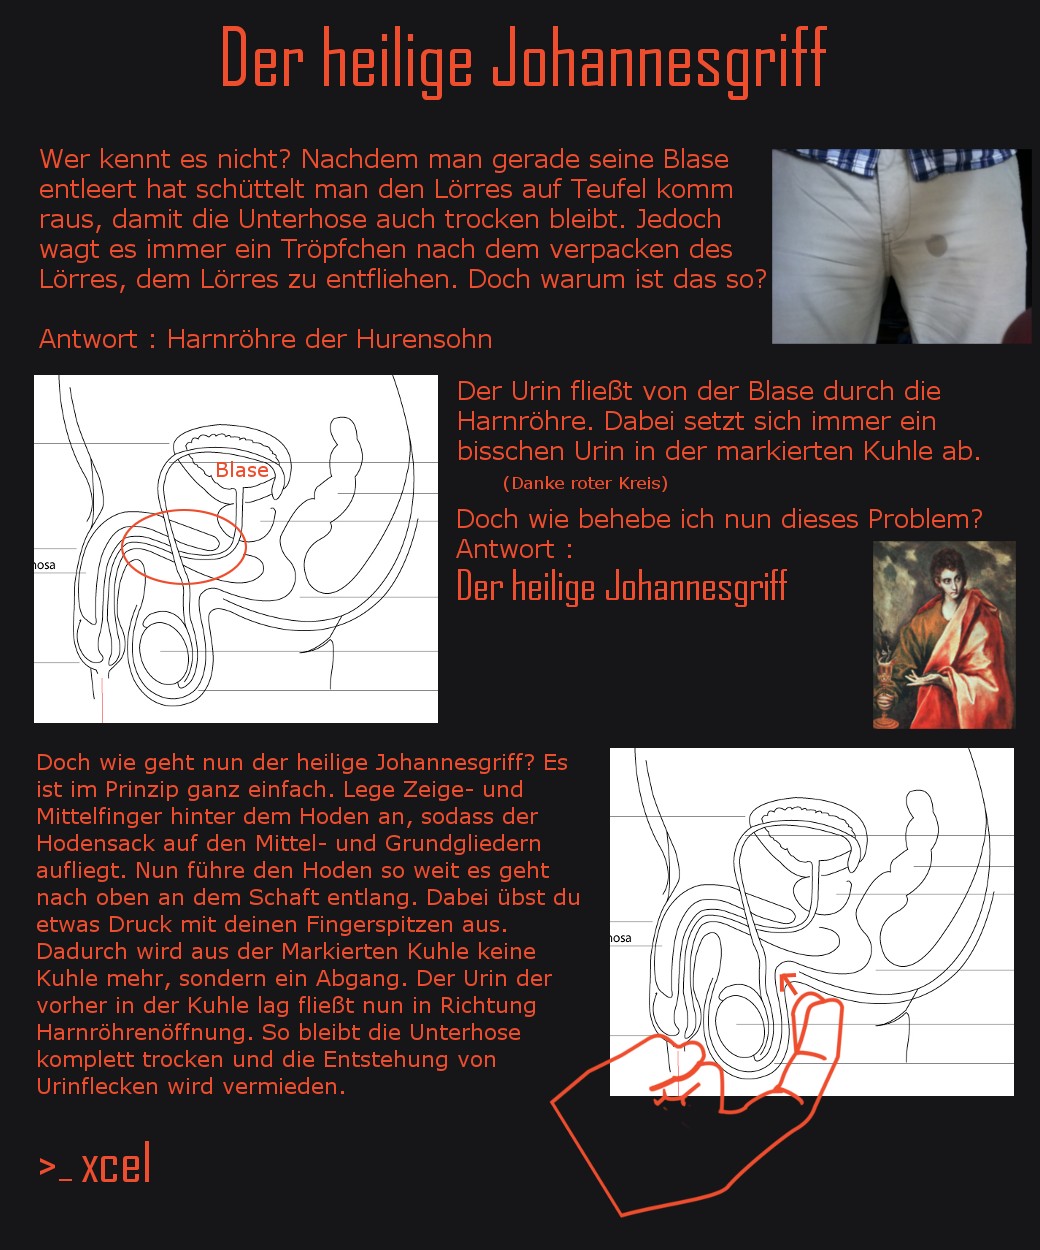 Der heilige Johannesgriff
Wer kennt es nicht? Nachdem man gerade seine Blase
entleert hat schüttelt man den Lörres auf Teufel komm
raus, damit die Unterhose auch trocken bleibt. Jedoch
wagt es immer ein Tröpfchen nach dem verpacken des
Lörres, dem Lörres zu entfliehen. Doch warum ist das so?
Antwort : Harnröhre der Hurensohn
Blase
nosa
Der Urin fließt von der Blase durch die
Harnröhre. Dabei setzt sich immer ein
bisschen Urin in der markierten Kuhle ab.
(Danke roter Kreis)
Doch wie behebe ich nun dieses Problem?
Antwort :
Der heilige Johannesgriff
Doch wie geht nun der heilige Johannesgriff? Es
ist im Prinzip ganz einfach. Lege Zeige- und
Mittelfinger hinter dem Hoden an, sodass der
Hodensack auf den Mittel- und Grundgliedern
aufliegt. Nun führe den Hoden so weit es geht
nach oben an dem Schaft entlang. Dabei übst du
etwas Druck mit deinen Fingerspitzen aus.
Dadurch wird aus der Markierten Kuhle keine
Kuhle mehr, sondern ein Abgang. Der Urin der
vorher in der Kuhle lag fließt nun in Richtung
Harnröhrenöffnung. So bleibt die Unterhose
komplett trocken und die Entstehung von
Urinflecken wird vermieden.
nosa
>_ xcel